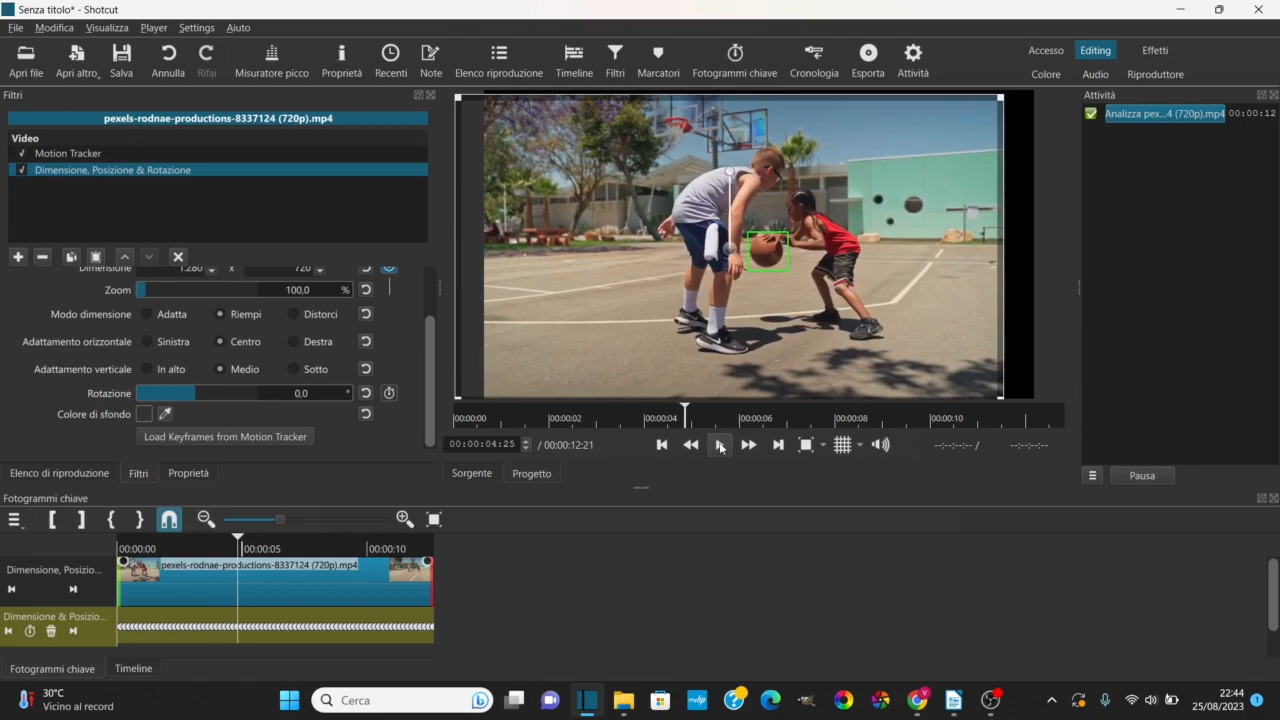 Senza titolo* - Shotcut
File Modifica Visualizza Player Settings Aiuto
Apri file Apri altro Salva Annulla Rifai Misuratore picco Proprietà Recenti Note Elenco riproduzione Timeline Filtri Marcatori Fotogrammi chiave Cronologia Esporta Attività
Accesso Editing Effetti
Colore Audio Riproduttore
Filtri
pexels-rodnae-productions-8337124 (720p).mp4
Video
Motion Tracker
Dimensione, Posizione & Rotazione
Dimensione 1.280 x 720
Zoom 100,0 %
Modo dimensione Adatta Riempi Distorci
Adattamento orizzontale Sinistra Centro Destra
Adattamento verticale In alto Medio Sotto
Rotazione 0,0 °
Colore di sfondo
Load Keyframes from Motion Tracker
Elenco di riproduzione Filtri Proprietà
00:00:00 00:00:02 00:00:04 00:00:06 00:00:08 00:00:10
00:00:04:25 / 00:00:12:21
--:--:--:-- / --:--:--:--
Sorgente Progetto
Attività
Analizza pex...4 (720p).mp4 00:00:12
Pausa
Fotogrammi chiave
00:00:00 00:00:05 00:00:10
Dimensione, Posizio...
pexels-rodnae-productions-8337124 (720p).mp4
Dimensione & Posizio...
Fotogrammi chiave Timeline
30°C
Vicino al record
Cerca
22:44
25/08/2023
1